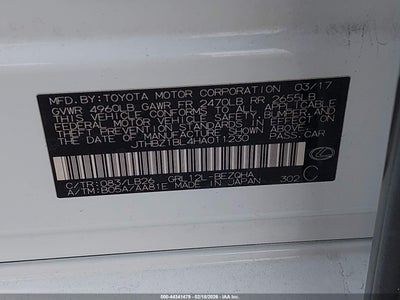 MFD. BY: TOYOTA MOTOR CORPORATION 03/17
GVWR 4960LB GAWR FR 2470LB RR 2655LB
THIS VEHICLE CONFORMS TO ALL APPLICABLE
FEDERAL MOTOR VEHICLE SAFETY, BUMPER, AND
THEFT PREVENTION STANDARDS IN EFFECT ON
THE DATE OF MANUFACTURE SHOWN ABOVE.
JTHBZ1BL4HA011230 PASS. CAR
C/TR: 083/LB26 GRL12L-BEZQHA 302 C
A/TM: B05A/AA81E MADE IN JAPAN
000-44341479 - 02/18/2026 - IAA Inc.